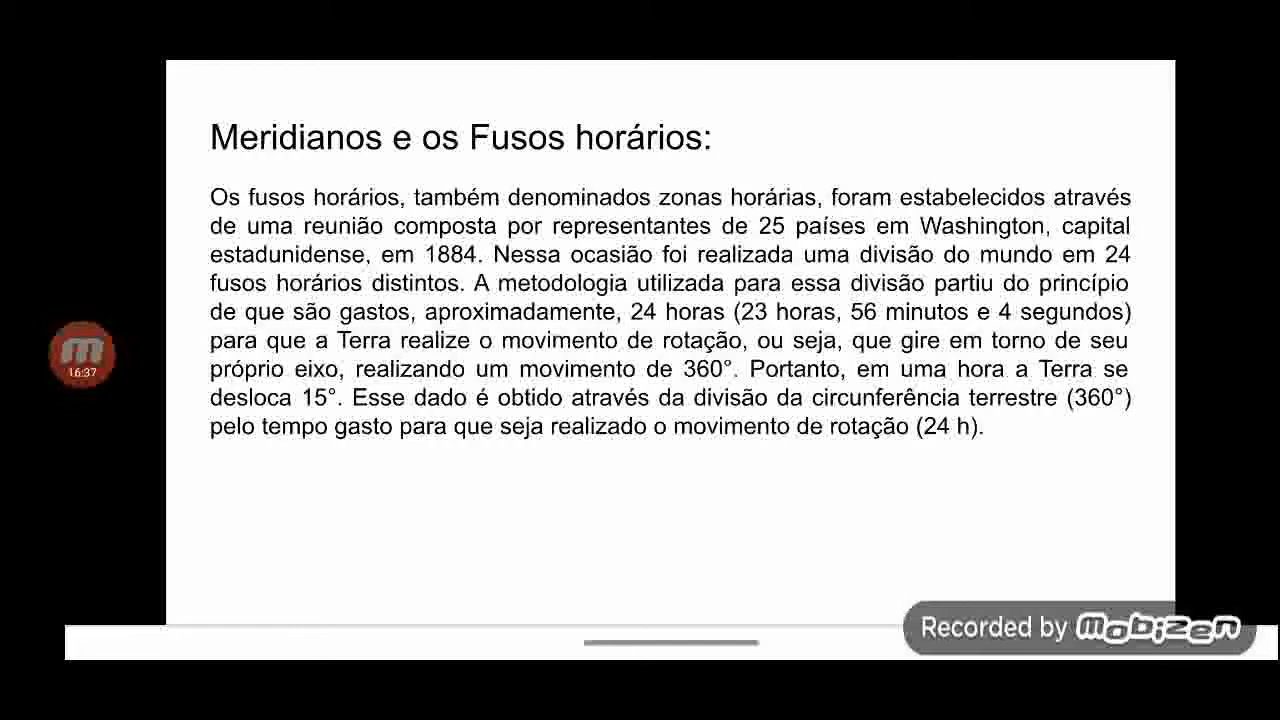 Meridianos e os Fusos horários:
Os fusos horários, também denominados zonas horárias, foram estabelecidos através
de uma reunião composta por representantes de 25 países em Washington, capital
estadunidense, em 1884. Nessa ocasião foi realizada uma divisão do mundo em 24
fusos horários distintos. A metodologia utilizada para essa divisão partiu do princípio
de que são gastos, aproximadamente, 24 horas (23 horas, 56 minutos e 4 segundos)
para que a Terra realize o movimento de rotação, ou seja, que gire em torno de seu
próprio eixo, realizando um movimento de 360°. Portanto, em uma hora a Terra se
desloca 15°. Esse dado é obtido através da divisão da circunferência terrestre (360°)
pelo tempo gasto para que seja realizado o movimento de rotação (24 h).
16:37
Recorded by mobizen